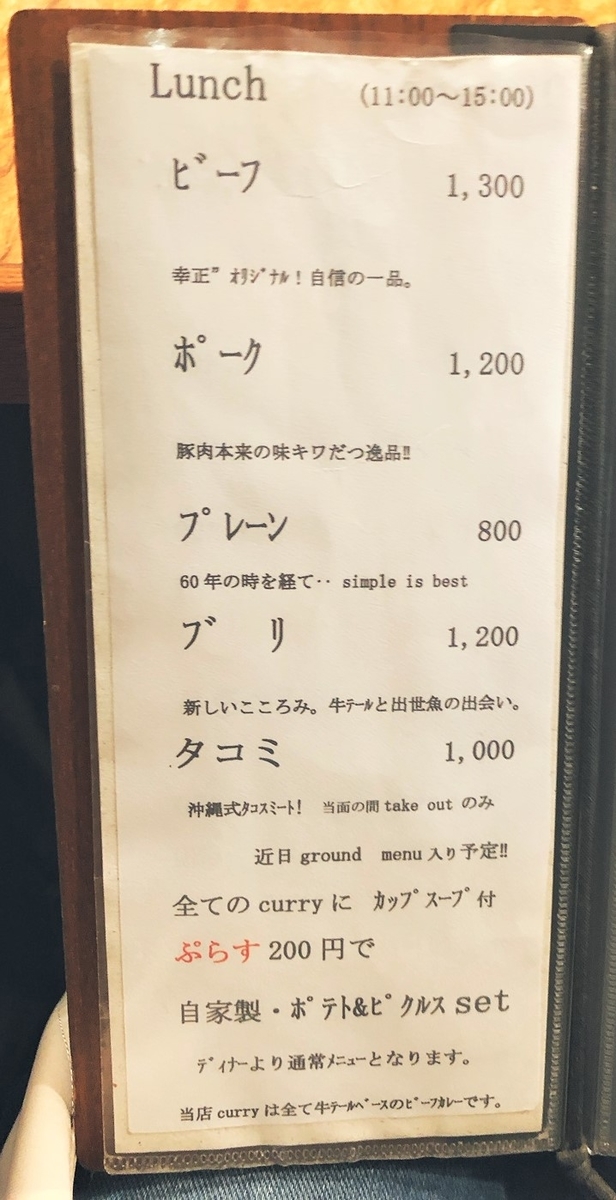 Lunch (11:00～15:00)
ビーフ 1,300
幸正” ｵﾘｼﾞﾅﾙ！自信の一品。
ポーク 1,200
豚肉本来の味キワだつ逸品‼
プレーン 800
60年の時を経て‥ simple is best
ブ リ 1,200
新しいこころみ。牛ﾃｰﾙと出世魚の出会い。
タコミ 1,000
沖縄式ﾀｺｽﾐｰﾄ！ 当面の間 take out のみ
近日 ground menu 入り予定‼
全ての curry に ｶｯﾌﾟｽｰﾌﾟ付
ぷらす 200 円で
自家製・ﾎﾟﾃﾄ&ﾋﾟｸﾙｽ set
ﾃﾞｨﾅｰより通常ﾒﾆｭｰとなります。
当店 curry は全て牛ﾃｰﾙﾍﾞｰｽのﾋﾞｰﾌｶﾚｰです。